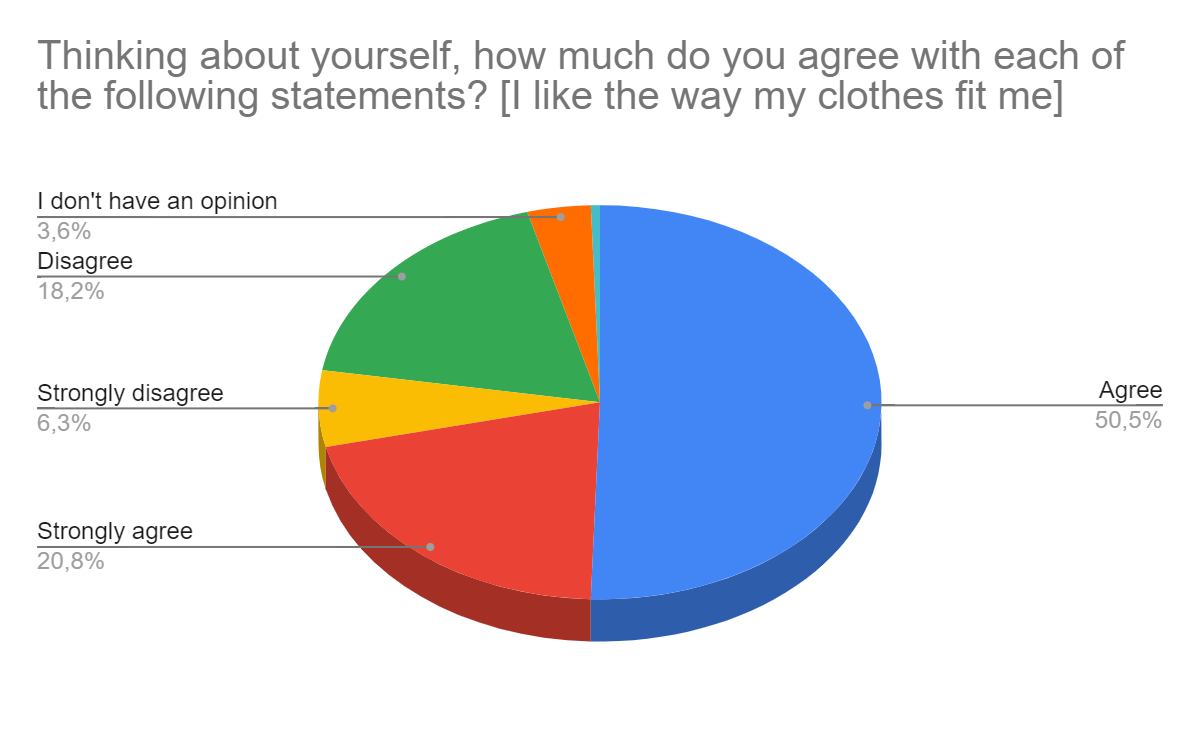 Thinking about yourself, how much do you agree with each of
the following statements? [I like the way my clothes fit me]
I don't have an opinion
3,6%
Disagree
18,2%
Strongly disagree
6,3%
Agree
50,5%
Strongly agree
20,8%